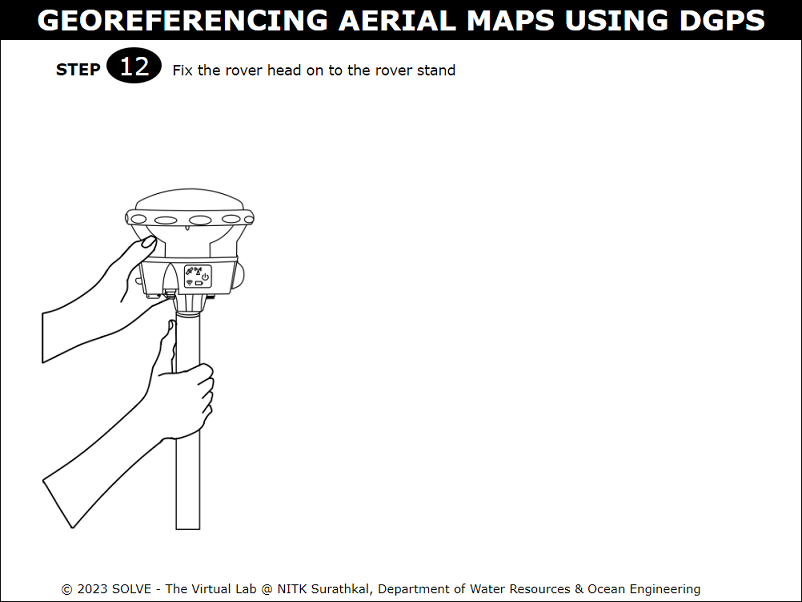 GEOREFERENCING AERIAL MAPS USING DGPS
STEP 12 Fix the rover head on to the rover stand
© 2023 SOLVE - The Virtual Lab @ NITK Surathkal, Department of Water Resources & Ocean Engineering